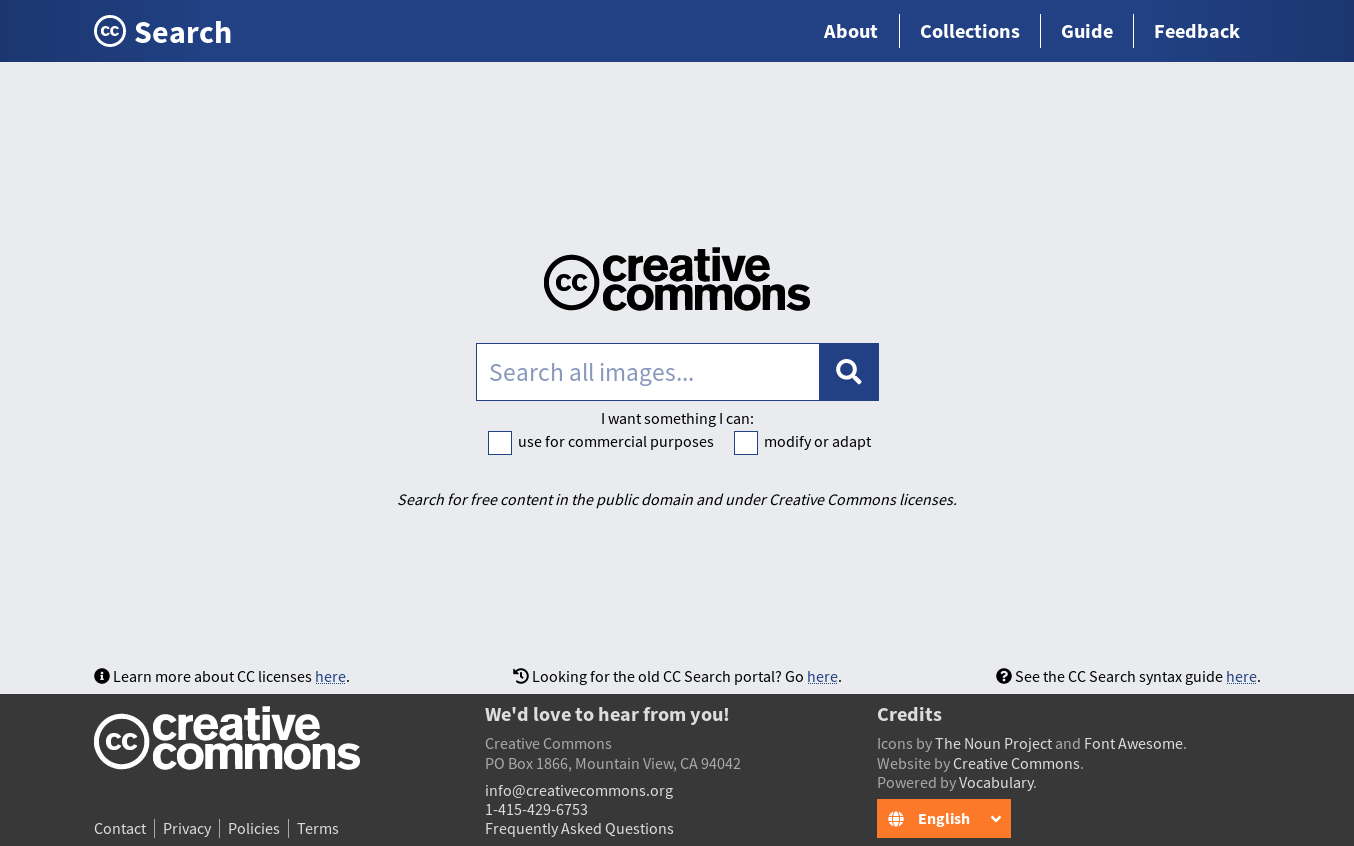 cc Search
About
Collections
Guide
Feedback
cc creative commons
Search all images...
I want something I can:
use for commercial purposes
modify or adapt
Search for free content in the public domain and under Creative Commons licenses.
Learn more about CC licenses here.
Looking for the old CC Search portal? Go here.
See the CC Search syntax guide here.
cc creative commons
Contact
Privacy
Policies
Terms
We'd love to hear from you!
Creative Commons
PO Box 1866, Mountain View, CA 94042
info@creativecommons.org
1-415-429-6753
Frequently Asked Questions
Credits
Icons by The Noun Project and Font Awesome.
Website by Creative Commons.
Powered by Vocabulary.
English